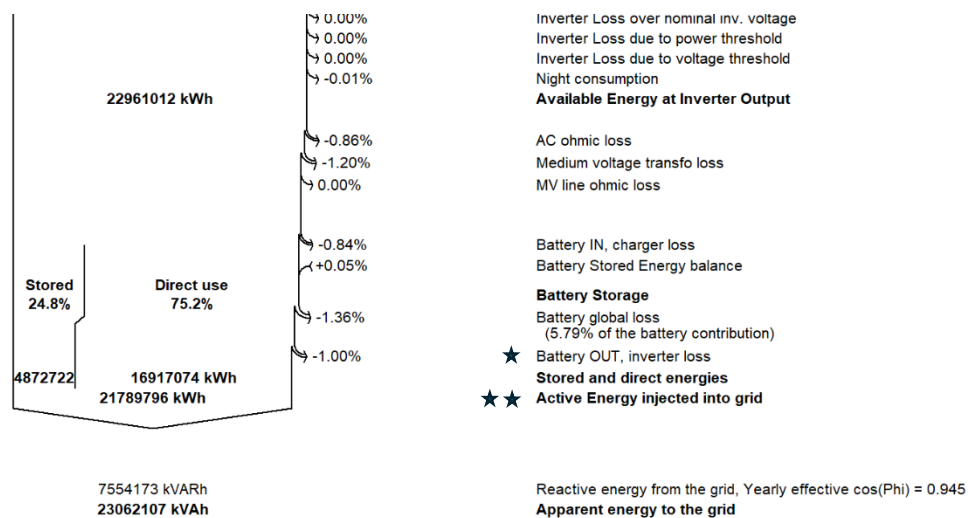 0.00% Inverter Loss over nominal inv. voltage
0.00% Inverter Loss due to power threshold
0.00% Inverter Loss due to voltage threshold
-0.01% Night consumption
22961012 kWh Available Energy at Inverter Output
-0.86% AC ohmic loss
-1.20% Medium voltage transfo loss
0.00% MV line ohmic loss
-0.84% Battery IN, charger loss
+0.05% Battery Stored Energy balance
Stored Direct use
24.8% 75.2% Battery Storage
-1.36% Battery global loss
(5.79% of the battery contribution)
-1.00% Battery OUT, inverter loss
4872722 16917074 kWh Stored and direct energies
21789796 kWh Active Energy injected into grid
7554173 kVARh Reactive energy from the grid, Yearly effective cos(Phi) = 0.945
23062107 kVAh Apparent energy to the grid